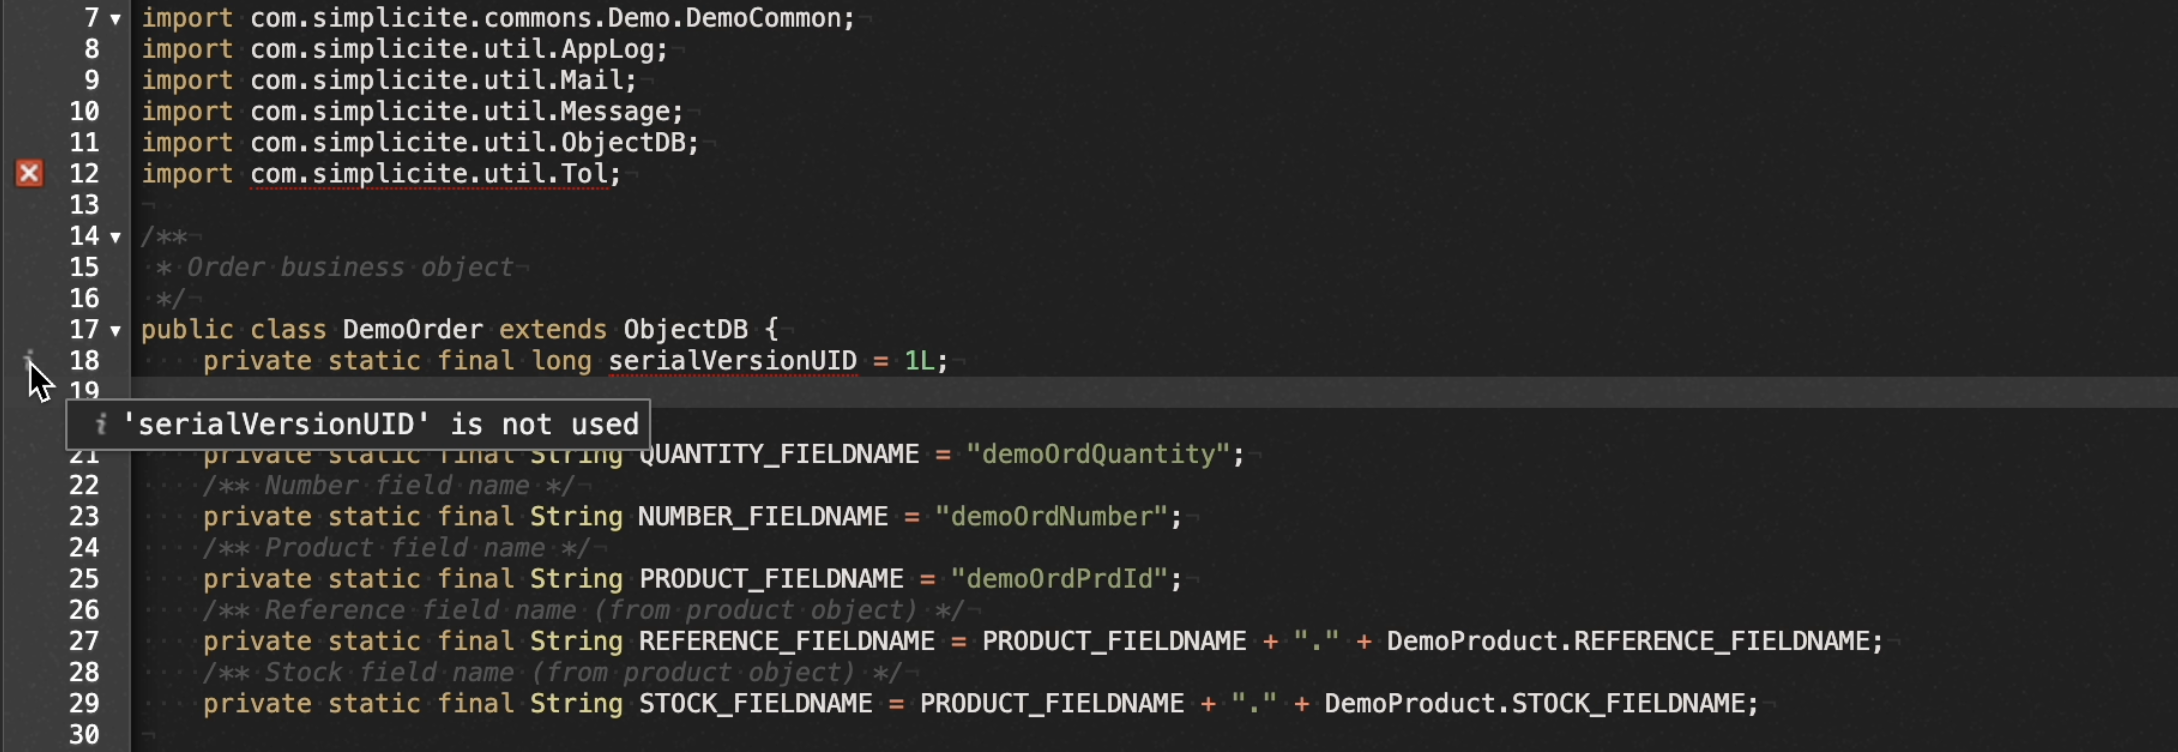 7 import com.simplicite.commons.Demo.DemoCommon;
8 import com.simplicite.util.AppLog;
9 import com.simplicite.util.Mail;
10 import com.simplicite.util.Message;
11 import com.simplicite.util.ObjectDB;
12 import com.simplicite.util.Tol;
13
14 /**
15 * Order business object
16 */
17 public class DemoOrder extends ObjectDB {
18 private static final long serialVersionUID = 1L;
19
i 'serialVersionUID' is not used
21 private static final String QUANTITY_FIELDNAME = "demoOrdQuantity";
22 /** Number field name */
23 private static final String NUMBER_FIELDNAME = "demoOrdNumber";
24 /** Product field name */
25 private static final String PRODUCT_FIELDNAME = "demoOrdPrdId";
26 /** Reference field name (from product object) */
27 private static final String REFERENCE_FIELDNAME = PRODUCT_FIELDNAME + "." + DemoProduct.REFERENCE_FIELDNAME;
28 /** Stock field name (from product object) */
29 private static final String STOCK_FIELDNAME = PRODUCT_FIELDNAME + "." + DemoProduct.STOCK_FIELDNAME;
30